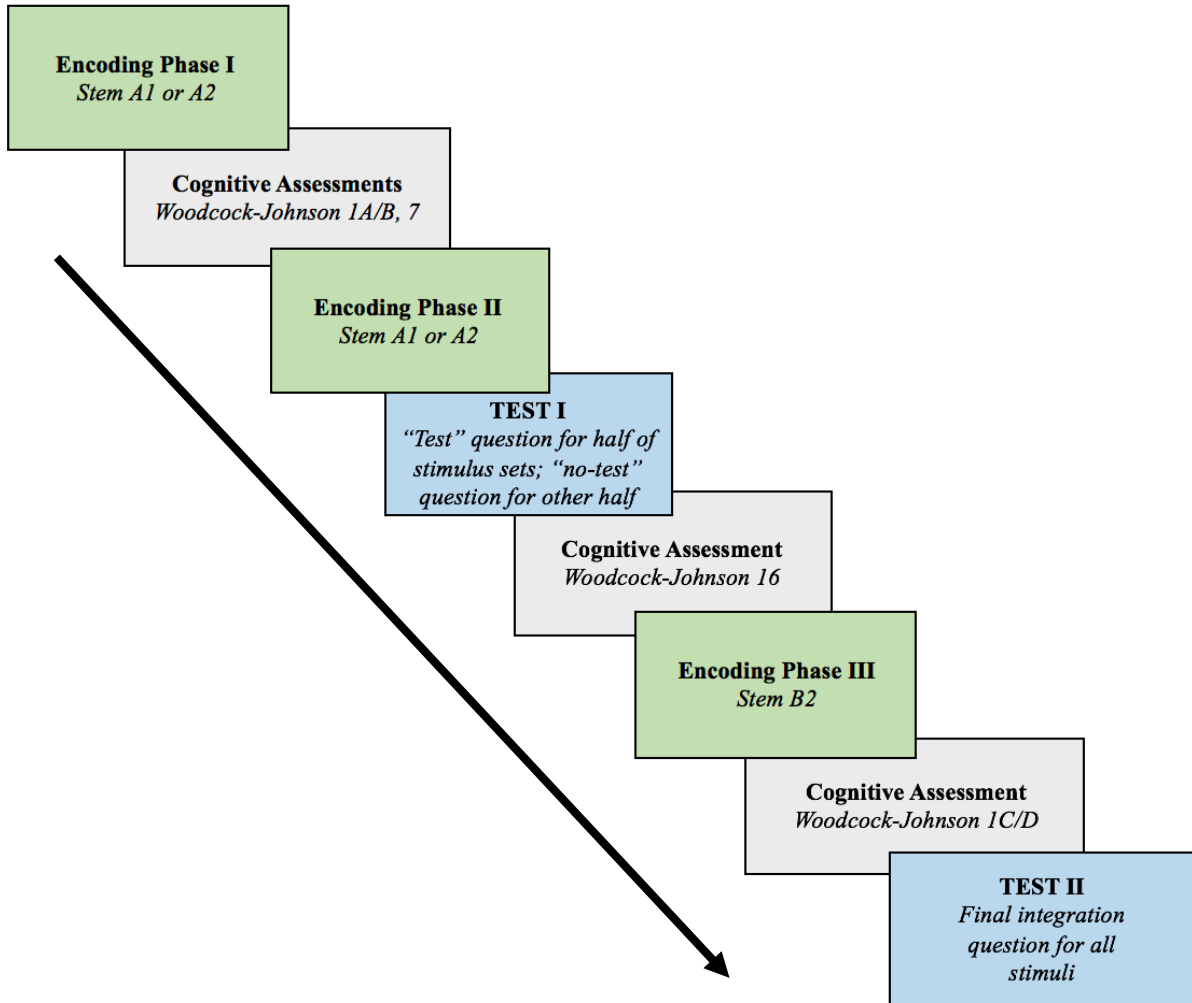 Encoding Phase I
Stem A1 or A2
Cognitive Assessments
Woodcock-Johnson 1A/B, 7
Encoding Phase II
Stem A1 or A2
TEST I
“Test” question for half of
stimulus sets; “no-test”
question for other half
Cognitive Assessment
Woodcock-Johnson 16
Encoding Phase III
Stem B2
Cognitive Assessment
Woodcock-Johnson 1C/D
TEST II
Final integration
question for all
stimuli